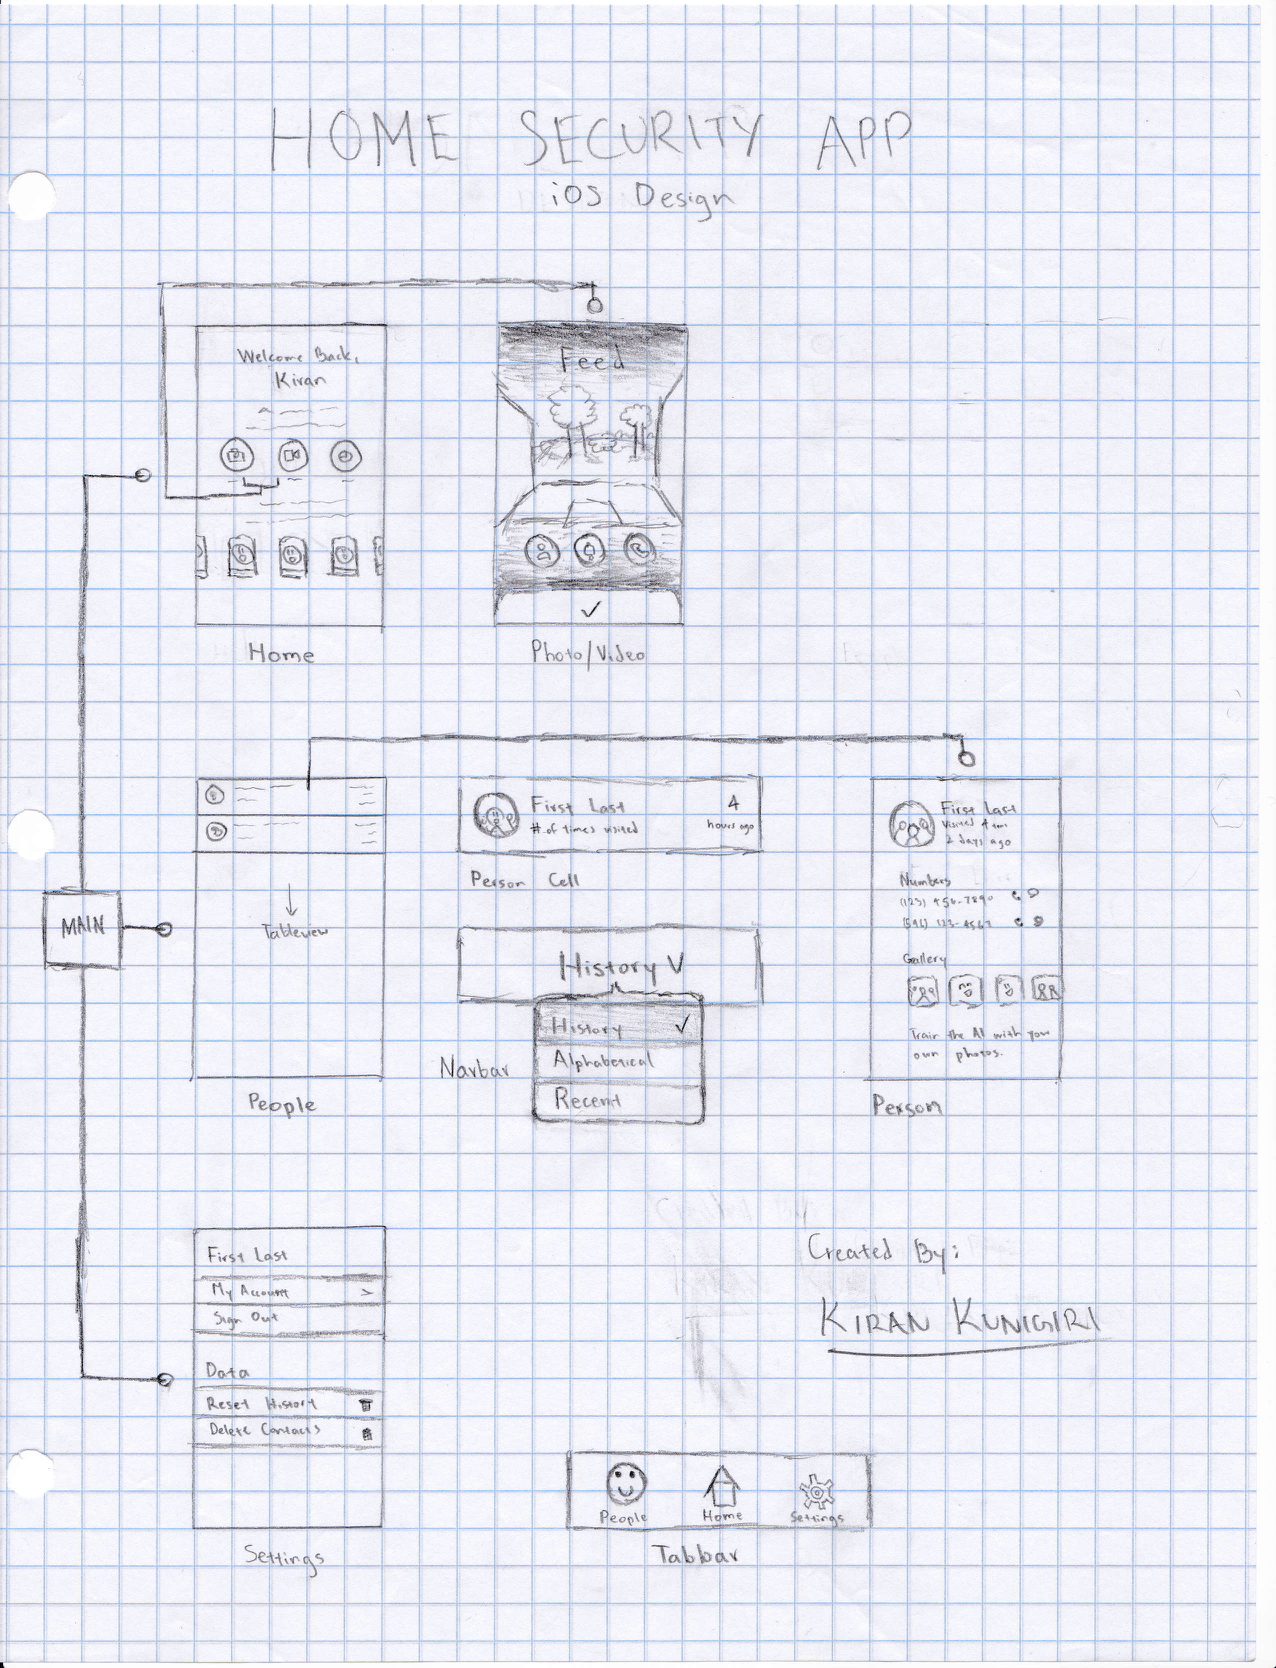 HOME SECURITY APP
iOS Design
Welcome Back,
Kiran
Feed
Home
Photo/Video
First Last
# of times visited
4
hours ago
Person Cell
Tableview
MAIN
History V
History
Alphabetical
Recent
Navbar
People
First Last
Visited 4 am
2 days ago
Numbers
(123) 456-7890
123-4567
Gallery
Train the AI with your
own photos.
Person
First Last
My Account >
Sign Out
Data
Reset History
Delete Contacts
Settings
Created By:
KIRAN KUNIGIRI
People Home Settings
Tabbar